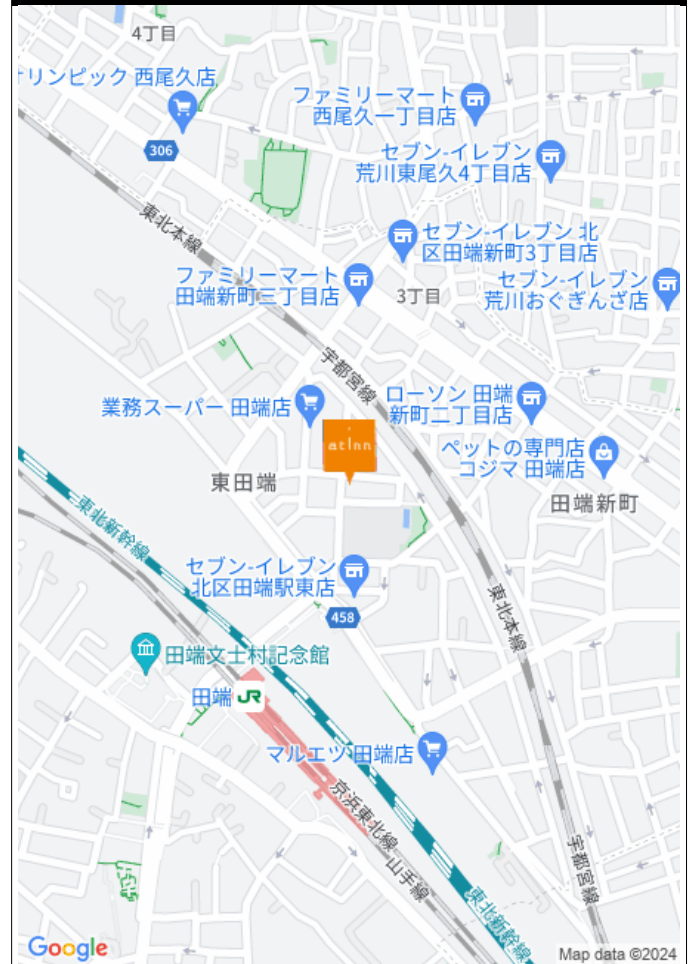 4丁目
オリンピック 西尾久店
ファミリーマート
西尾久一丁目店
306
セブン-イレブン
荒川東尾久4丁目店
東北本線
セブン-イレブン 北
区田端新町3丁目店
ファミリーマート
田端新町三丁目店
3丁目
セブン-イレブン
荒川おぐぎんざ店
宇都宮線
業務スーパー 田端店
ローソン 田端
新町二丁目店
at inn
ペットの専門店
コジマ 田端店
東田端
田端新町
東北新幹線
セブン-イレブン
北区田端駅東店
458
東北本線
田端文士村記念館
田端 JR
マルエツ 田端店
京浜東北線
山手線
宇都宮線
東北新幹線
Google
Map data ©2024